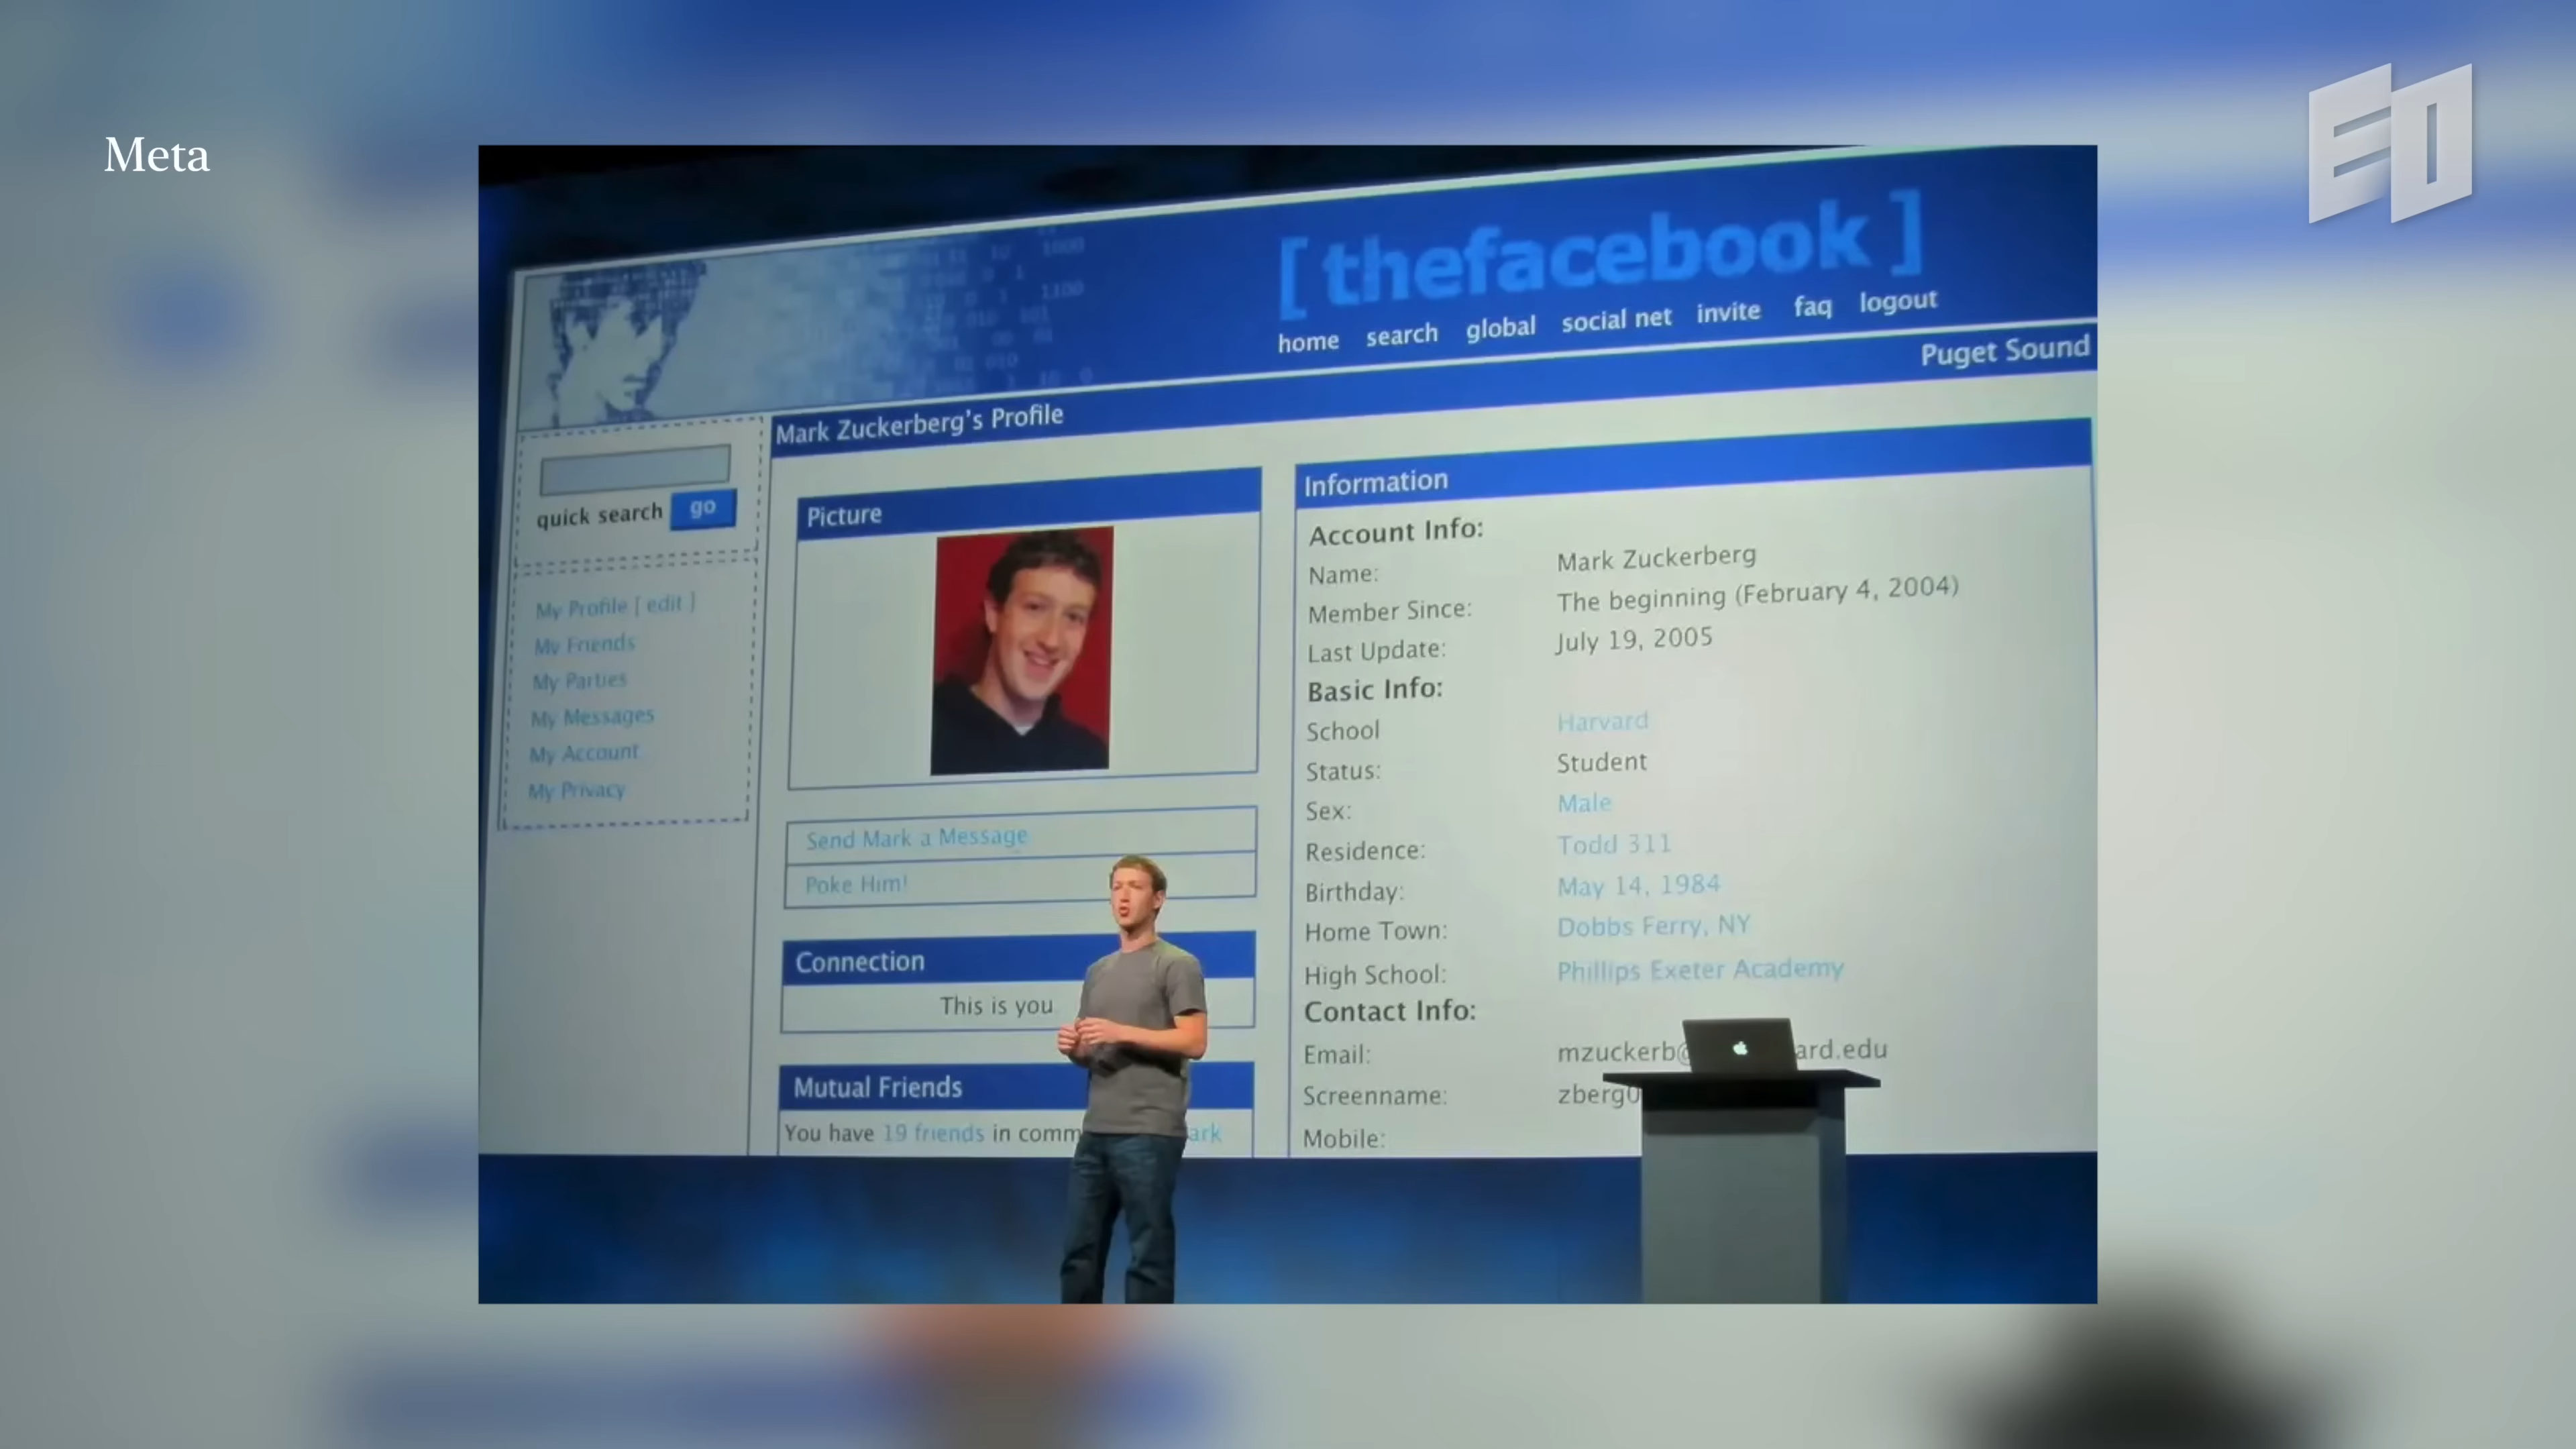 Meta
EO
[ thefacebook ]
home search global social net invite faq logout
Puget Sound
Mark Zuckerberg's Profile
quick search go
My Profile [ edit ]
My Friends
My Parties
My Messages
My Account
My Privacy
Picture
Send Mark a Message
Poke Him!
Connection
This is you
Mutual Friends
You have 19 friends in comm
ark
Information
Account Info:
Name: Mark Zuckerberg
Member Since: The beginning (February 4, 2004)
Last Update: July 19, 2005
Basic Info:
School Harvard
Status: Student
Sex: Male
Residence: Todd 311
Birthday: May 14, 1984
Home Town: Dobbs Ferry, NY
High School: Phillips Exeter Academy
Contact Info:
Email: mzuckerb@ ard.edu
Screenname: zberg0
Mobile: